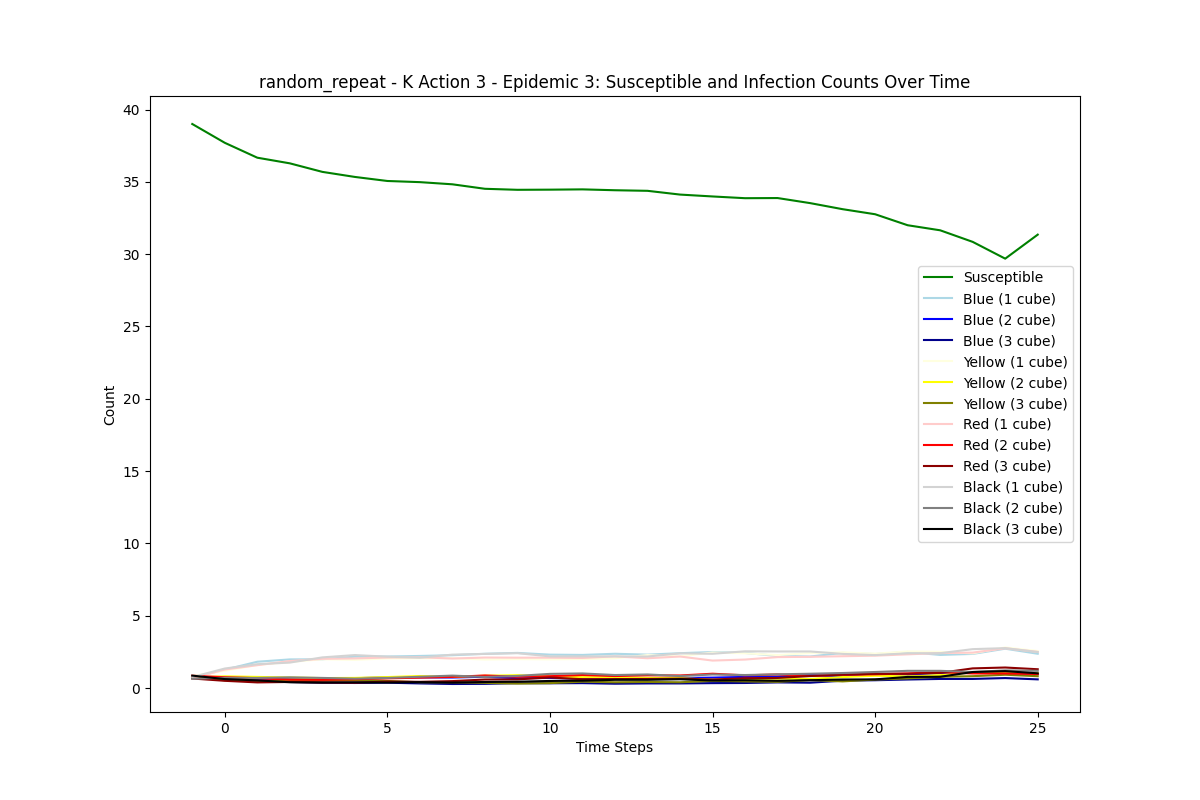 random_repeat - K Action 3 - Epidemic 3: Susceptible and Infection Counts Over Time
40
35
30
25
20
15
10
5
0
Count
Susceptible
Blue (1 cube)
Blue (2 cube)
Blue (3 cube)
Yellow (1 cube)
Yellow (2 cube)
Yellow (3 cube)
Red (1 cube)
Red (2 cube)
Red (3 cube)
Black (1 cube)
Black (2 cube)
Black (3 cube)
0 5 10 15 20 25
Time Steps